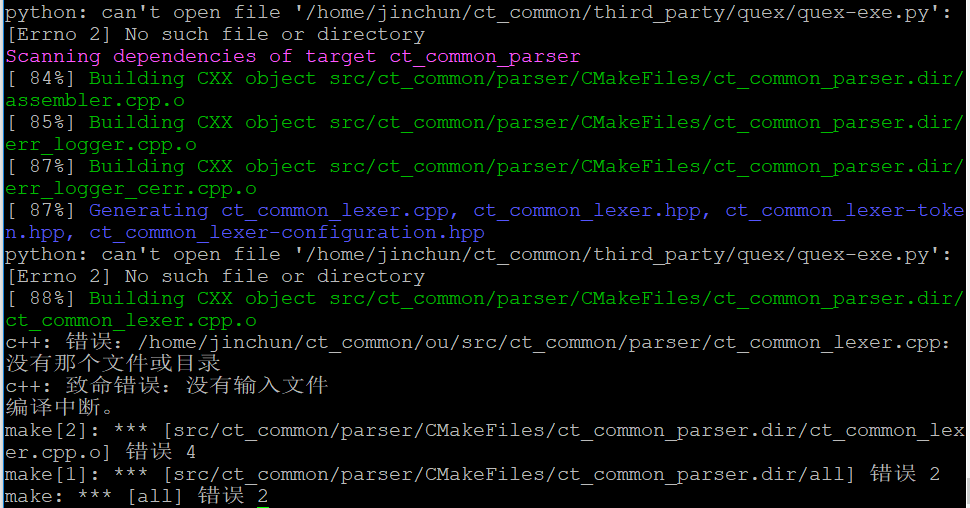 python: can't open file '/home/jinchun/ct_common/third_party/quex/quex-exe.py':
[Errno 2] No such file or directory
Scanning dependencies of target ct_common_parser
[ 84%] Building CXX object src/ct_common/parser/CMakeFiles/ct_common_parser.dir/
assembler.cpp.o
[ 85%] Building CXX object src/ct_common/parser/CMakeFiles/ct_common_parser.dir/
err_logger.cpp.o
[ 87%] Building CXX object src/ct_common/parser/CMakeFiles/ct_common_parser.dir/
err_logger_cerr.cpp.o
[ 87%] Generating ct_common_lexer.cpp, ct_common_lexer.hpp, ct_common_lexer-toke
n.hpp, ct_common_lexer-configuration.hpp
python: can't open file '/home/jinchun/ct_common/third_party/quex/quex-exe.py':
[Errno 2] No such file or directory
[ 88%] Building CXX object src/ct_common/parser/CMakeFiles/ct_common_parser.dir/
ct_common_lexer.cpp.o
c++: 错误：/home/jinchun/ct_common/ou/src/ct_common/parser/ct_common_lexer.cpp：
没有那个文件或目录
c++: 致命错误：没有输入文件
编译中断。
make[2]: *** [src/ct_common/parser/CMakeFiles/ct_common_parser.dir/ct_common_lex
er.cpp.o] 错误 4
make[1]: *** [src/ct_common/parser/CMakeFiles/ct_common_parser.dir/all] 错误 2
make: *** [all] 错误 2